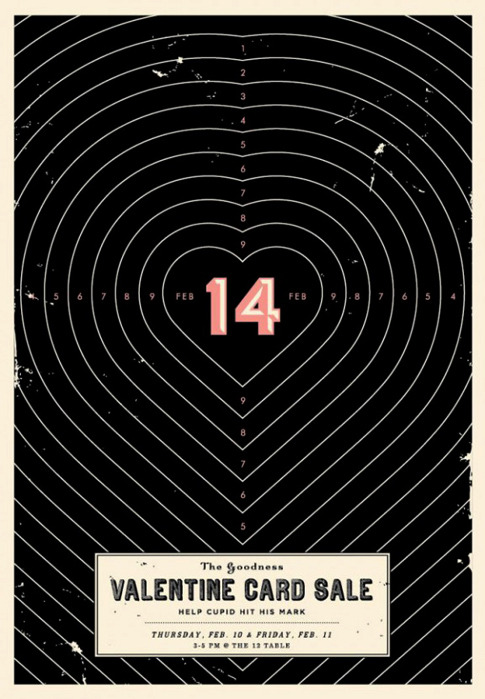 1
2
3
4
5
6
7
8
9
5 6 7 8 9 FEB 14 FEB 9 8 7 6 5 4
9
8
7
6
5
The Goodness
VALENTINE CARD SALE
HELP CUPID HIT HIS MARK
THURSDAY, FEB. 10 & FRIDAY, FEB. 11
3-5 PM @ THE 12 TABLE